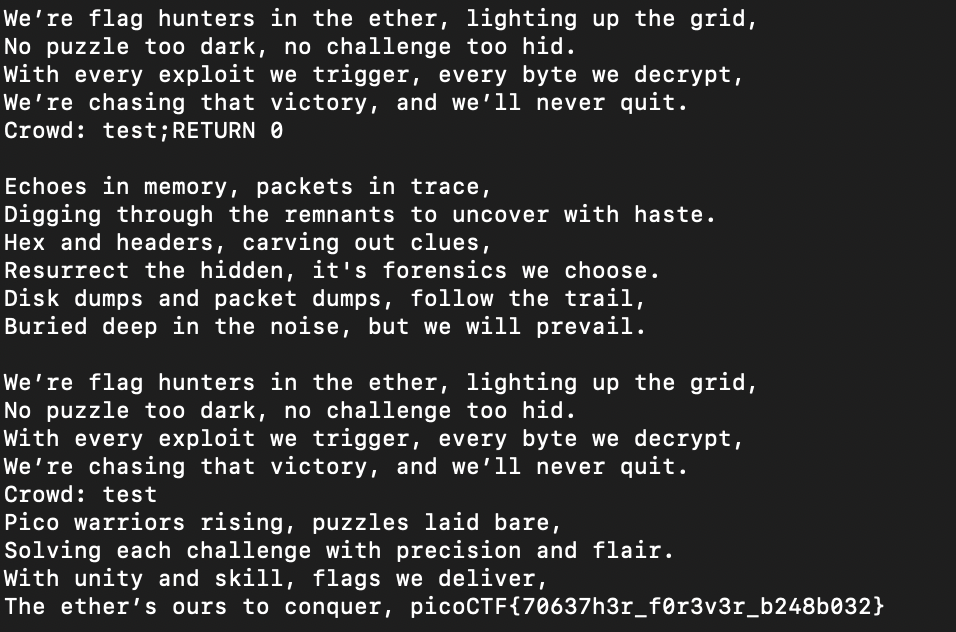 We’re flag hunters in the ether, lighting up the grid,
No puzzle too dark, no challenge too hid.
With every exploit we trigger, every byte we decrypt,
We’re chasing that victory, and we’ll never quit.
Crowd: test;RETURN 0
Echoes in memory, packets in trace,
Digging through the remnants to uncover with haste.
Hex and headers, carving out clues,
Resurrect the hidden, it's forensics we choose.
Disk dumps and packet dumps, follow the trail,
Buried deep in the noise, but we will prevail.
We’re flag hunters in the ether, lighting up the grid,
No puzzle too dark, no challenge too hid.
With every exploit we trigger, every byte we decrypt,
We’re chasing that victory, and we’ll never quit.
Crowd: test
Pico warriors rising, puzzles laid bare,
Solving each challenge with precision and flair.
With unity and skill, flags we deliver,
The ether’s ours to conquer, picoCTF{70637h3r_f0r3v3r_b248b032}